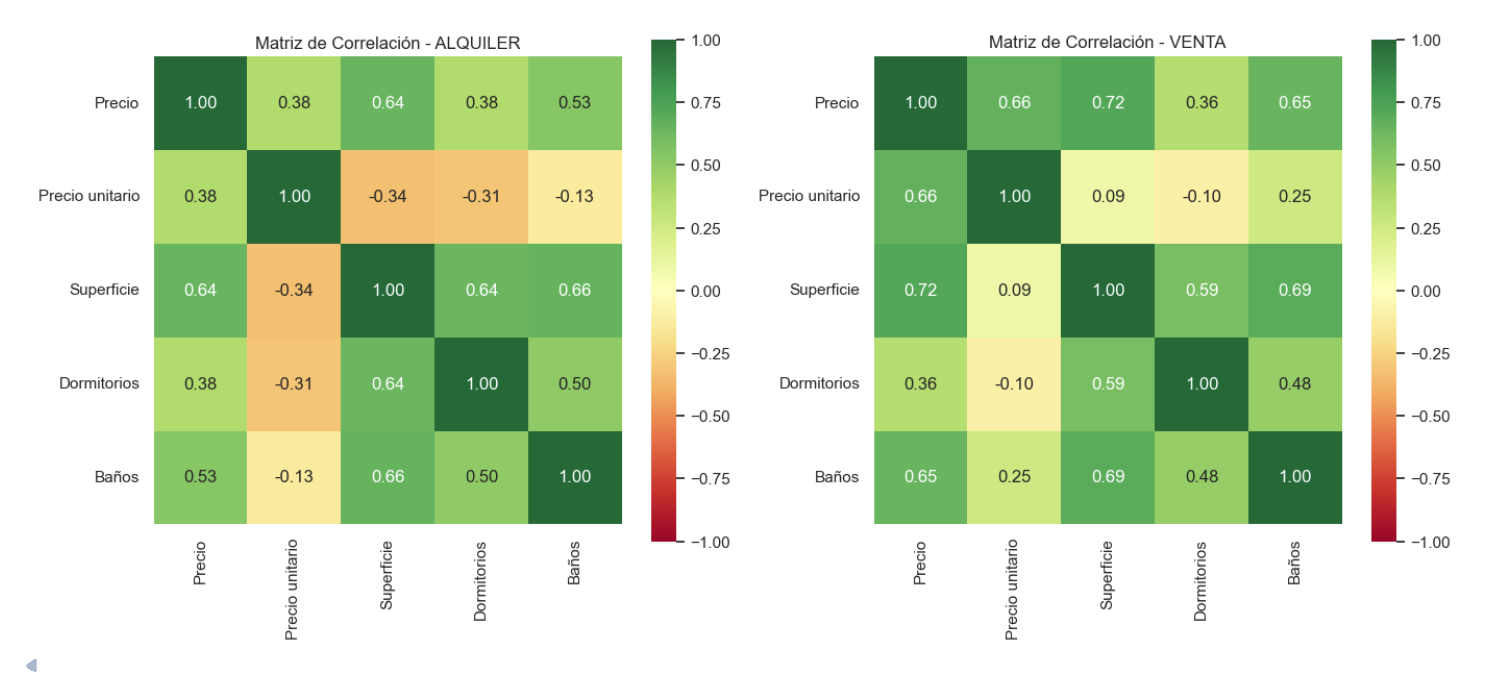 Matriz de Correlación - ALQUILER
Precio 1.00 0.38 0.64 0.38 0.53
Precio unitario 0.38 1.00 -0.34 -0.31 -0.13
Superficie 0.64 -0.34 1.00 0.64 0.66
Dormitorios 0.38 -0.31 0.64 1.00 0.50
Baños 0.53 -0.13 0.66 0.50 1.00
Precio
Precio unitario
Superficie
Dormitorios
Baños
1.00
0.75
0.50
0.25
0.00
−0.25
−0.50
−0.75
−1.00
Matriz de Correlación - VENTA
Precio 1.00 0.66 0.72 0.36 0.65
Precio unitario 0.66 1.00 0.09 -0.10 0.25
Superficie 0.72 0.09 1.00 0.59 0.69
Dormitorios 0.36 -0.10 0.59 1.00 0.48
Baños 0.65 0.25 0.69 0.48 1.00
Precio
Precio unitario
Superficie
Dormitorios
Baños
1.00
0.75
0.50
0.25
0.00
−0.25
−0.50
−0.75
−1.00